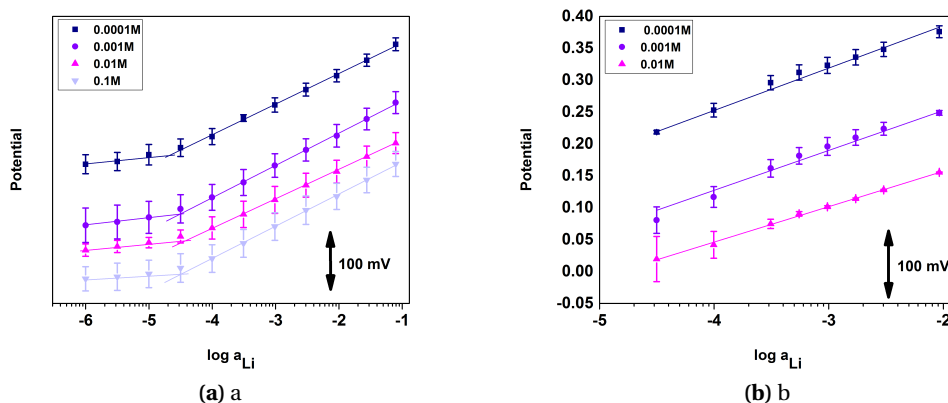 0.0001M
0.001M
0.01M
0.1M
Potential
100 mV
-6 -5 -4 -3 -2 -1
log a_Li
(a) a
0.40
0.35
0.30
0.25
0.20
0.15
0.10
0.05
0.00
-0.05
0.0001M
0.001M
0.01M
Potential
100 mV
-5 -4 -3 -2
log a_Li
(b) b